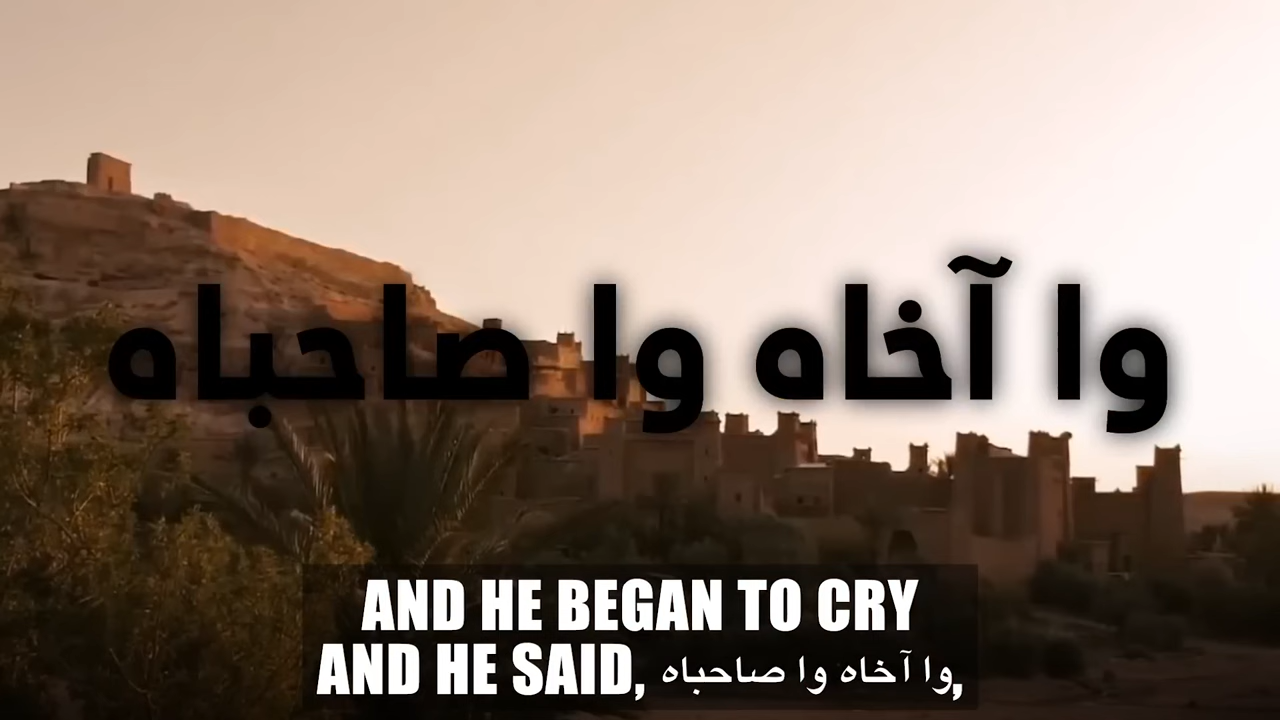 وا آخاه وا صاحباه
AND HE BEGAN TO CRY
AND HE SAID, وا آخاه وا صاحباه,